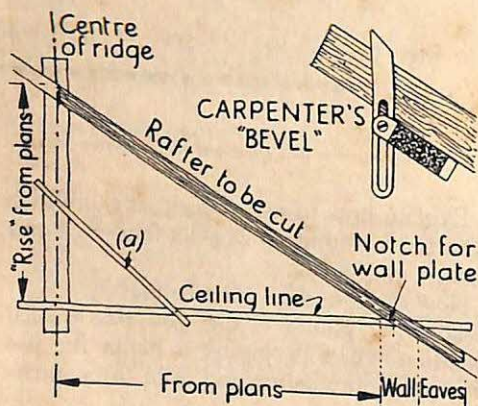 Centre
of ridge
CARPENTER'S
"BEVEL"
"Rise" from plans
Rafter to be cut
(a)
Notch for
wall plate
Ceiling line
From plans
Wall
Eaves